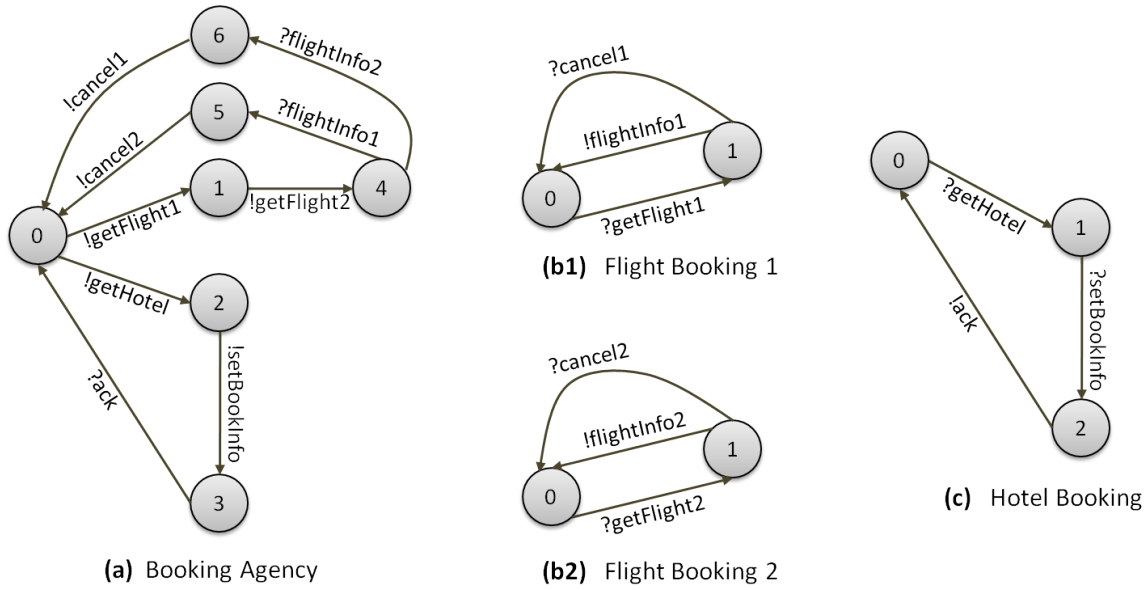 6
?flightInfo2
!cancel1
5
?flightInfo1
!cancel2
1
!getFlight2
4
0
!getFlight1
!getHotel
2
?ack
!setBookInfo
3
(a) Booking Agency
?cancel1
!flightInfo1
1
0
?getFlight1
(b1) Flight Booking 1
?cancel2
!flightInfo2
1
0
?getFlight2
(b2) Flight Booking 2
0
?getHotel
1
!ack
?setBookInfo
2
(c) Hotel Booking